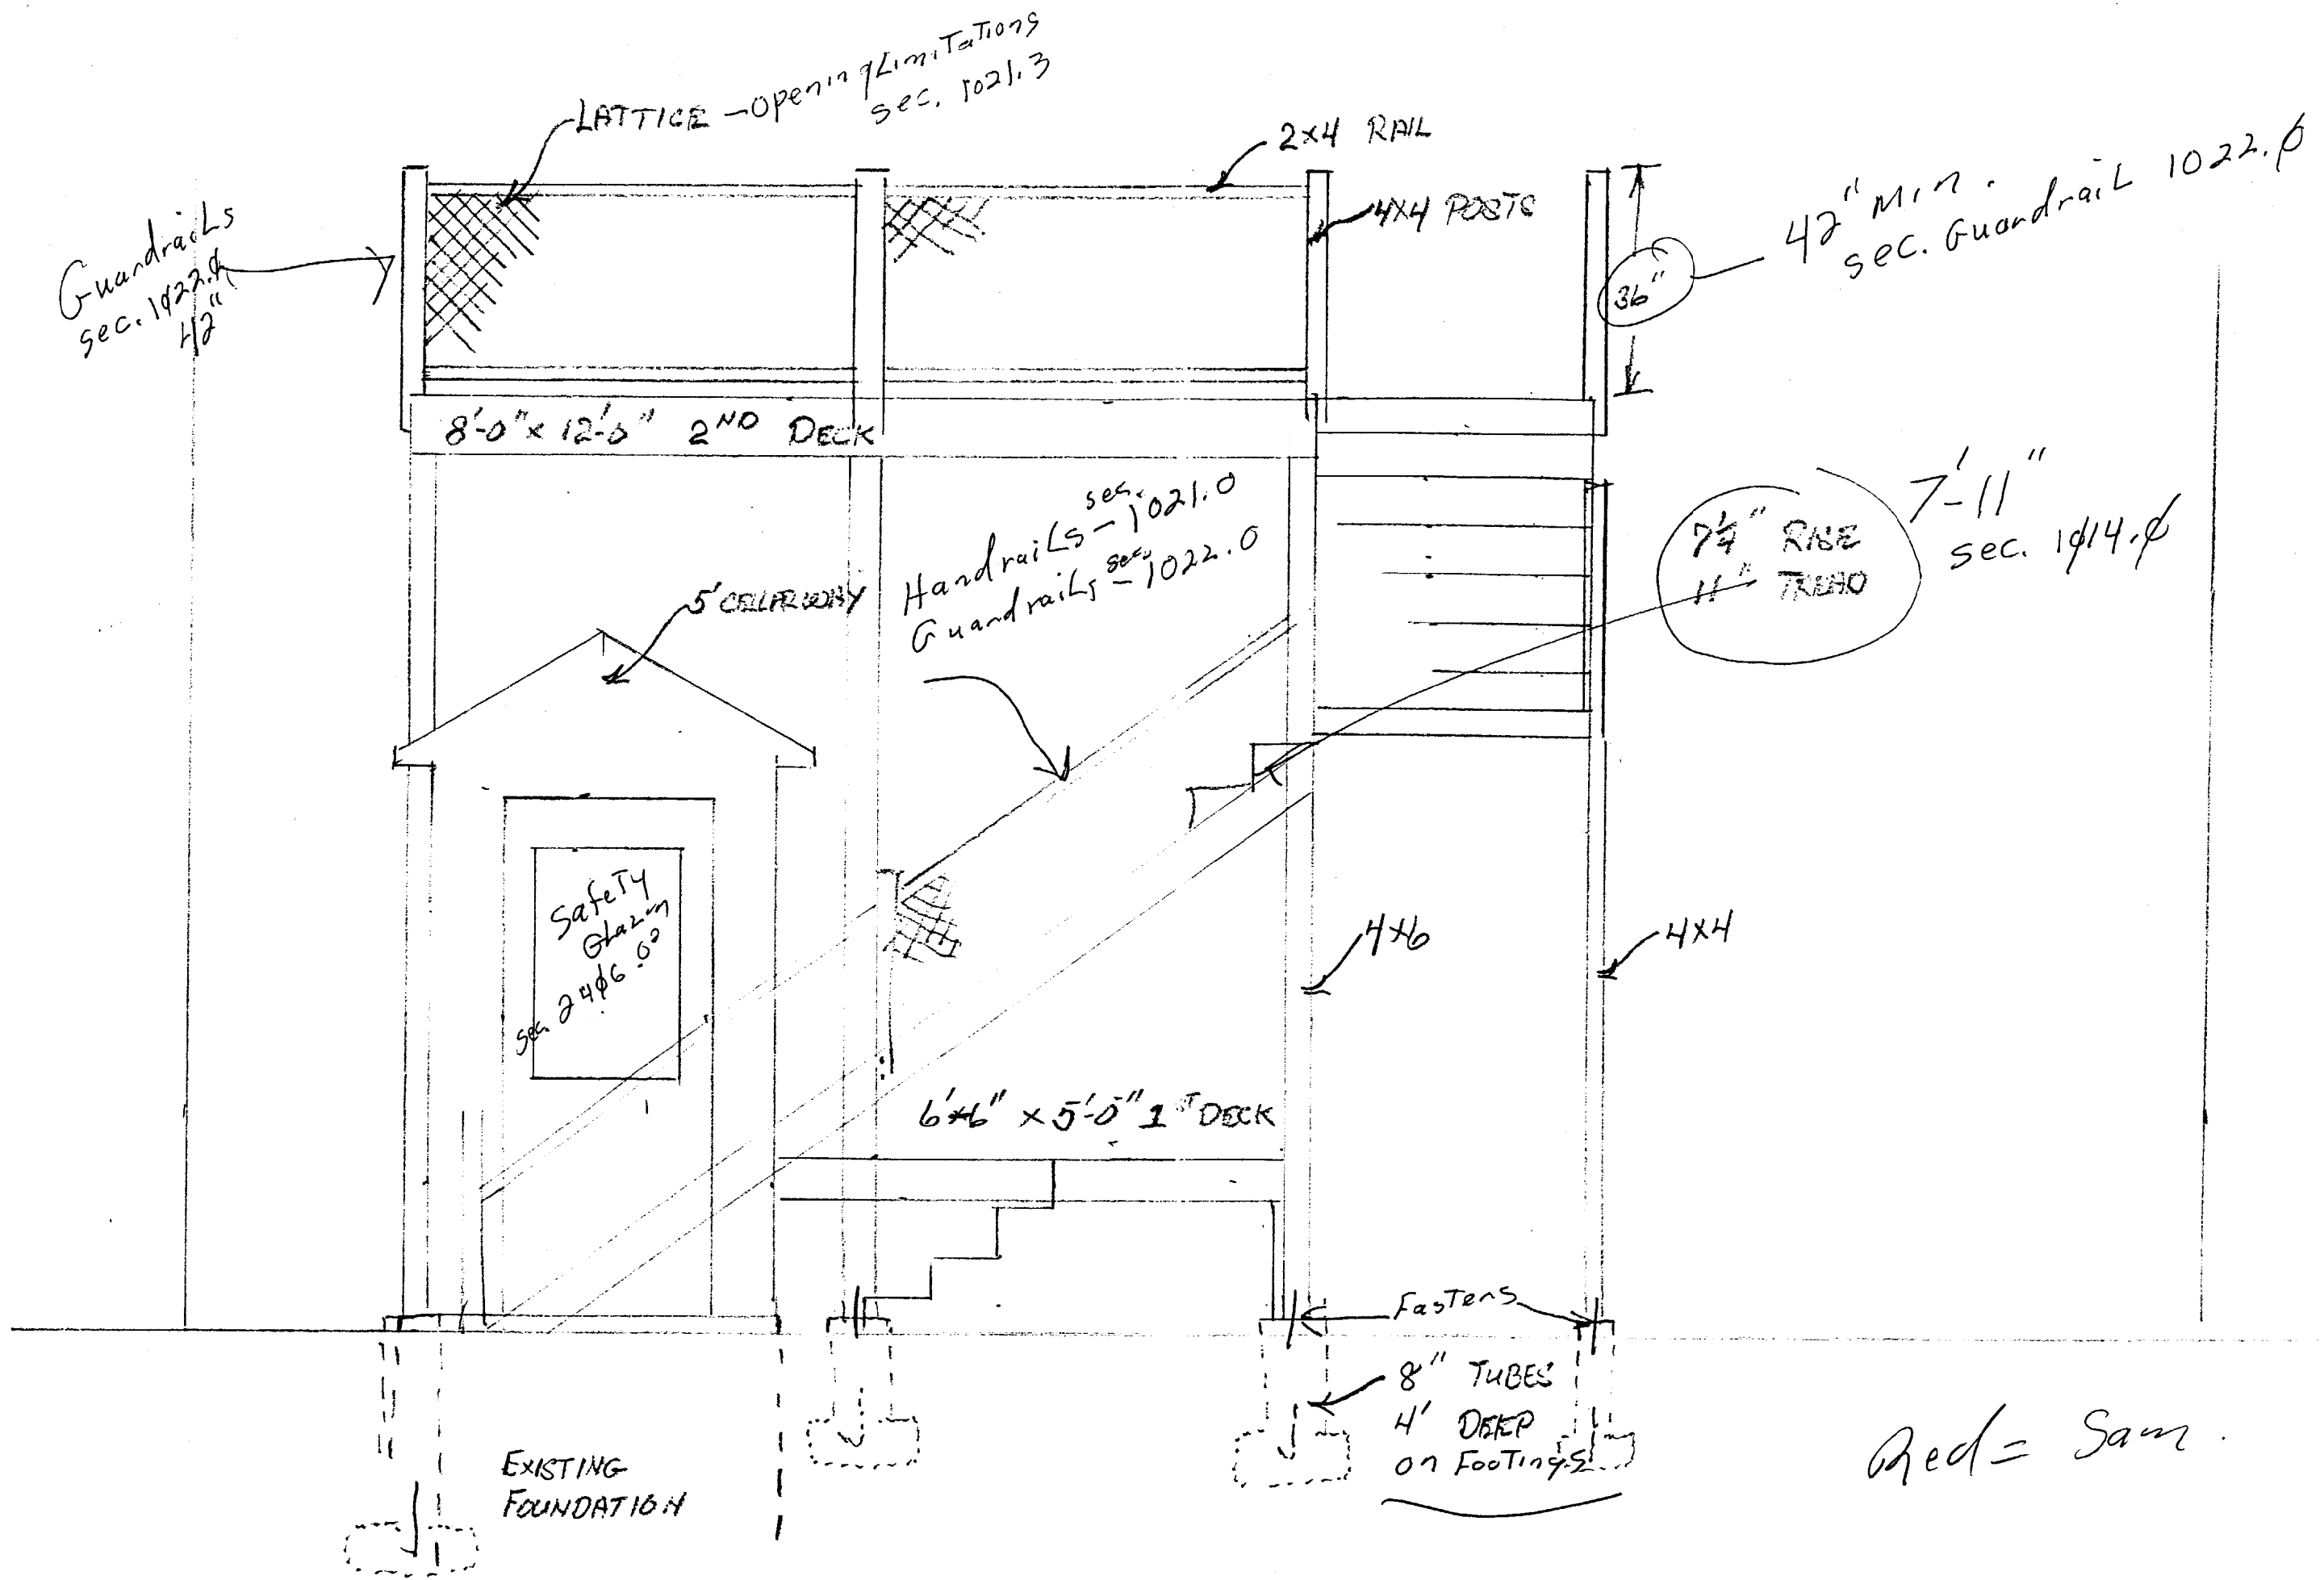 LATTICE - Opening Limitations
sec. 1021.3
2x4 RAIL
4x4 POSTS
42" Min.
sec. Guardrail 1022.0
36"
Guardrails
sec. 1022.0
42"
8'-0" x 12'-0" 2ND DECK
Handrails - sec. 1021.0
Guardrails - sec. 1022.0
5' CELLARWAY
7¼" RISE
11" TREAD
7'-11"
sec. 1014.0
Safety
sec. 2406.0
4x6
4x4
6'x6" x 5'-0" 1ST DECK
Fastens
8" TUBES
4' DEEP
on Footings
EXISTING
FOUNDATION
Red = Sam.